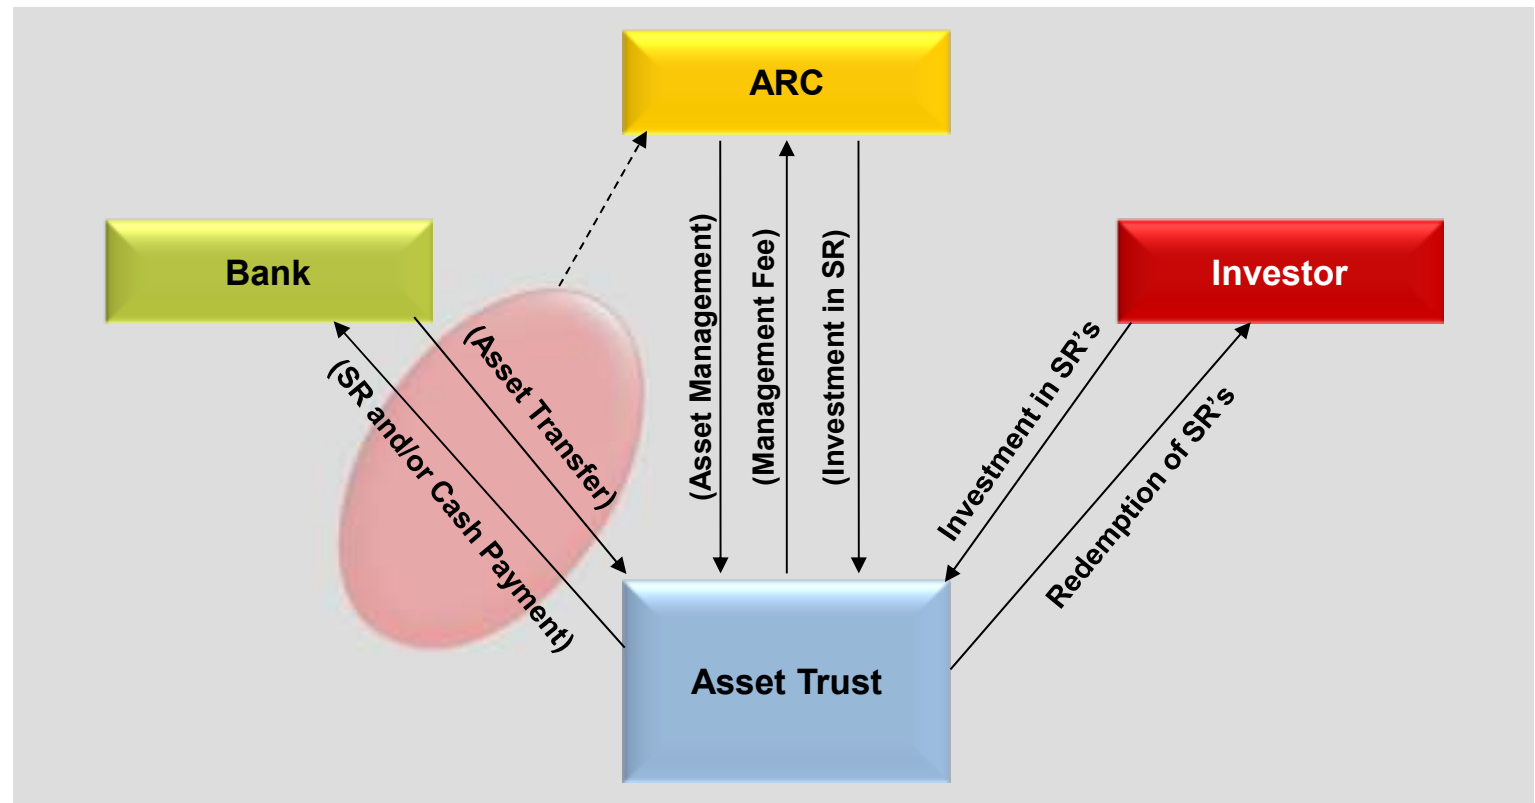 ARC
Bank
Investor
(Asset Transfer)
(SR and/or Cash Payment)
(Asset Management)
(Management Fee)
(Investment in SR)
Investment in SR’s
Redemption of SR’s
Asset Trust